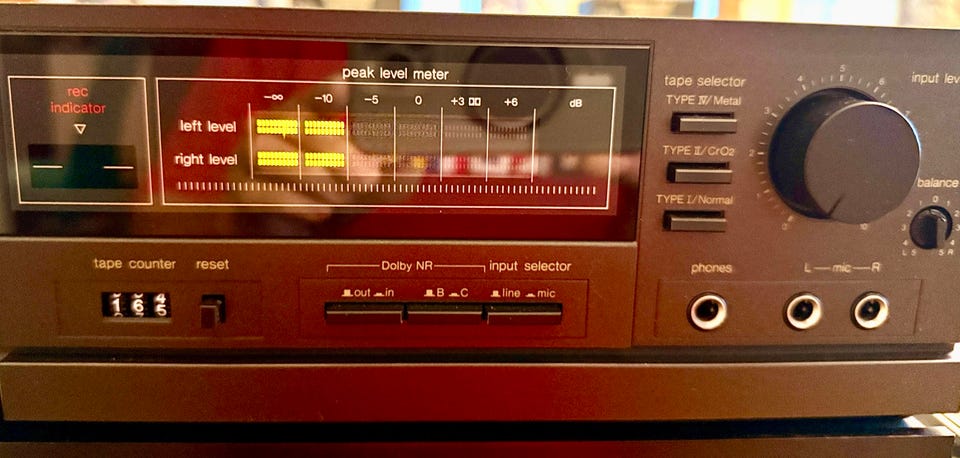 rec
indicator
peak level meter
-∞ -10 -5 0 +3 +6 dB
left level
right level
tape selector
TYPE IV/Metal
TYPE II/CrO2
TYPE I/Normal
input lev
balance
L R
tape counter reset
165
Dolby NR input selector
out in B C line mic
phones L mic R